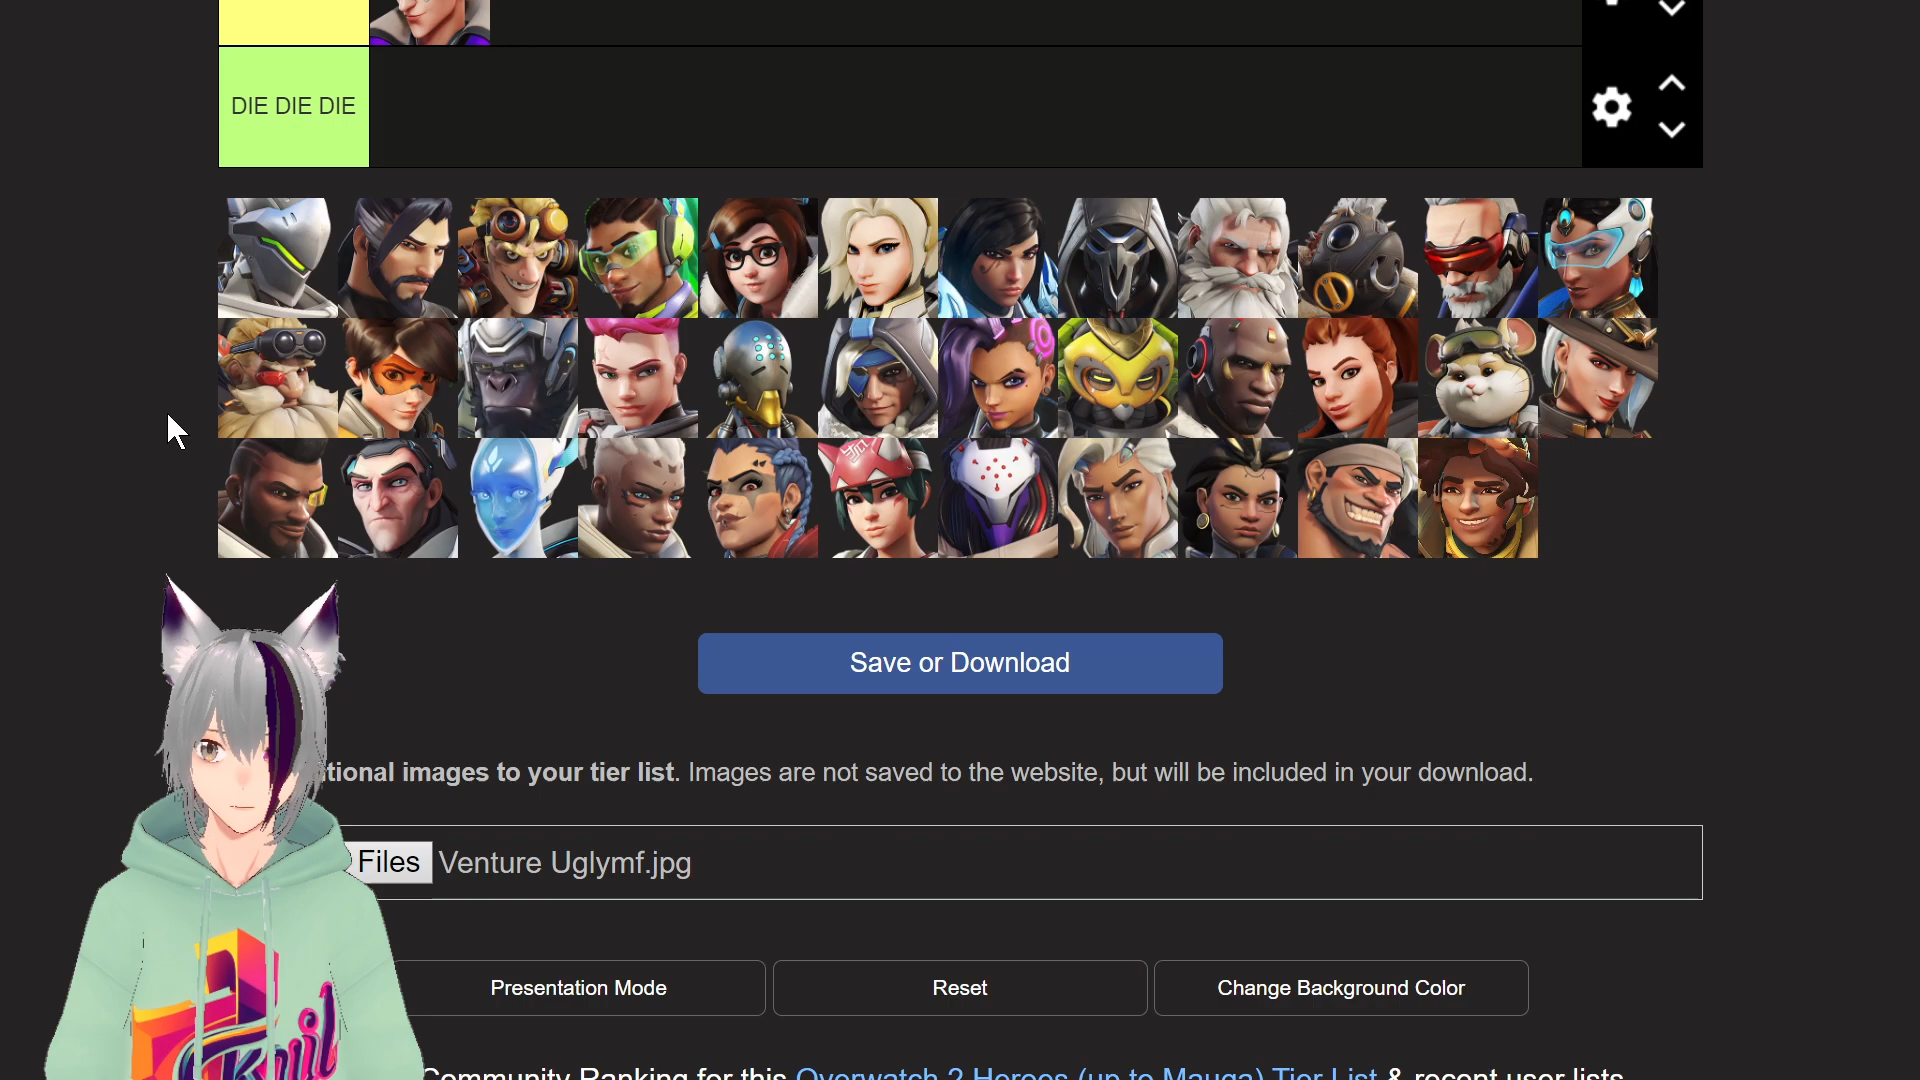 DIE DIE DIE
Save or Download
tional images to your tier list. Images are not saved to the website, but will be included in your download.
Files Venture Uglymf.jpg
Presentation Mode
Reset
Change Background Color
Community Ranking for this Overwatch 2 Heroes (up to Mauga) Tier List & recent user lists